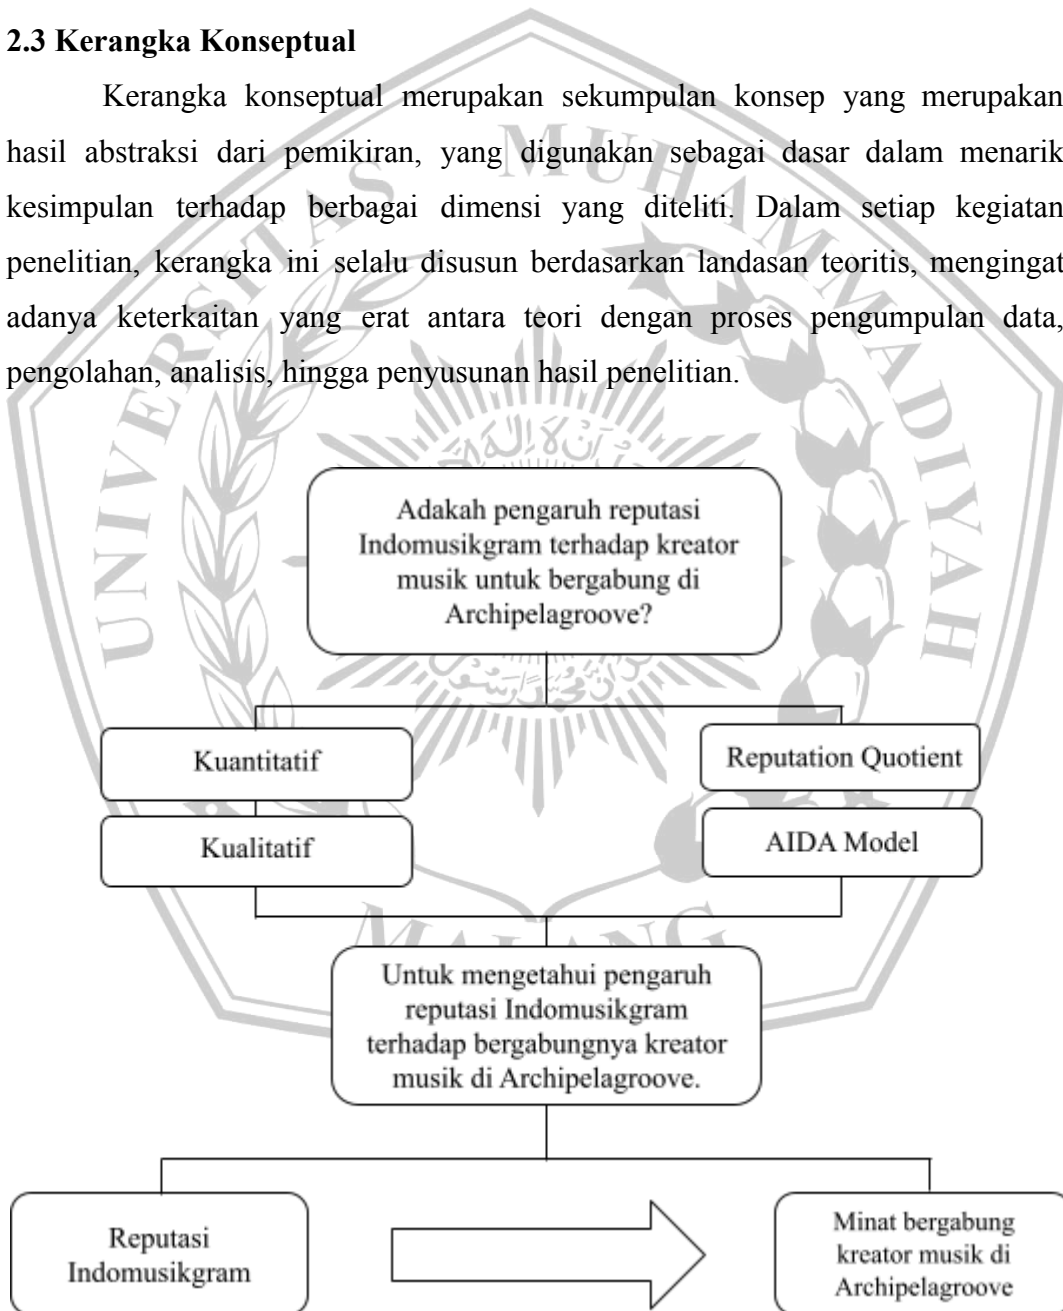 2.3 Kerangka Konseptual
Kerangka konseptual merupakan sekumpulan konsep yang merupakan
hasil abstraksi dari pemikiran, yang digunakan sebagai dasar dalam menarik
kesimpulan terhadap berbagai dimensi yang diteliti. Dalam setiap kegiatan
penelitian, kerangka ini selalu disusun berdasarkan landasan teoritis, mengingat
adanya keterkaitan yang erat antara teori dengan proses pengumpulan data,
pengolahan, analisis, hingga penyusunan hasil penelitian.
UNIVERSITAS MUHAMMADIYAH
MALANG
Adakah pengaruh reputasi
Indomusikgram terhadap kreator
musik untuk bergabung di
Archipelagroove?
Kuantitatif
Reputation Quotient
Kualitatif
AIDA Model
Untuk mengetahui pengaruh
reputasi Indomusikgram
terhadap bergabungnya kreator
musik di Archipelagroove.
Reputasi
Indomusikgram
Minat bergabung
kreator musik di
Archipelagroove